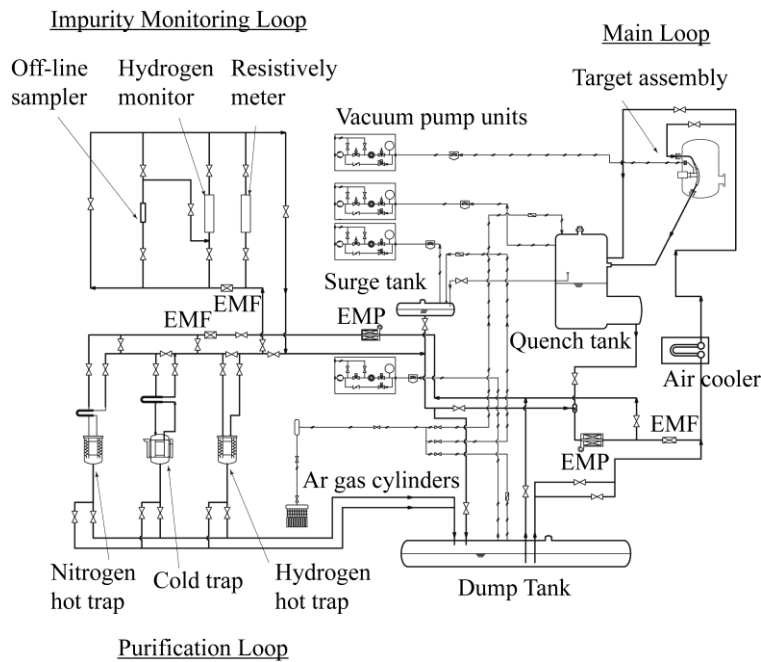 Impurity Monitoring Loop
Main Loop
Off-line
sampler
Hydrogen
monitor
Resistively
meter
Target assembly
Vacuum pump units
Surge tank
EMF
EMF
EMP
Quench tank
Air cooler
EMF
EMP
Ar gas cylinders
Nitrogen
hot trap
Cold trap
Hydrogen
hot trap
Dump Tank
Purification Loop